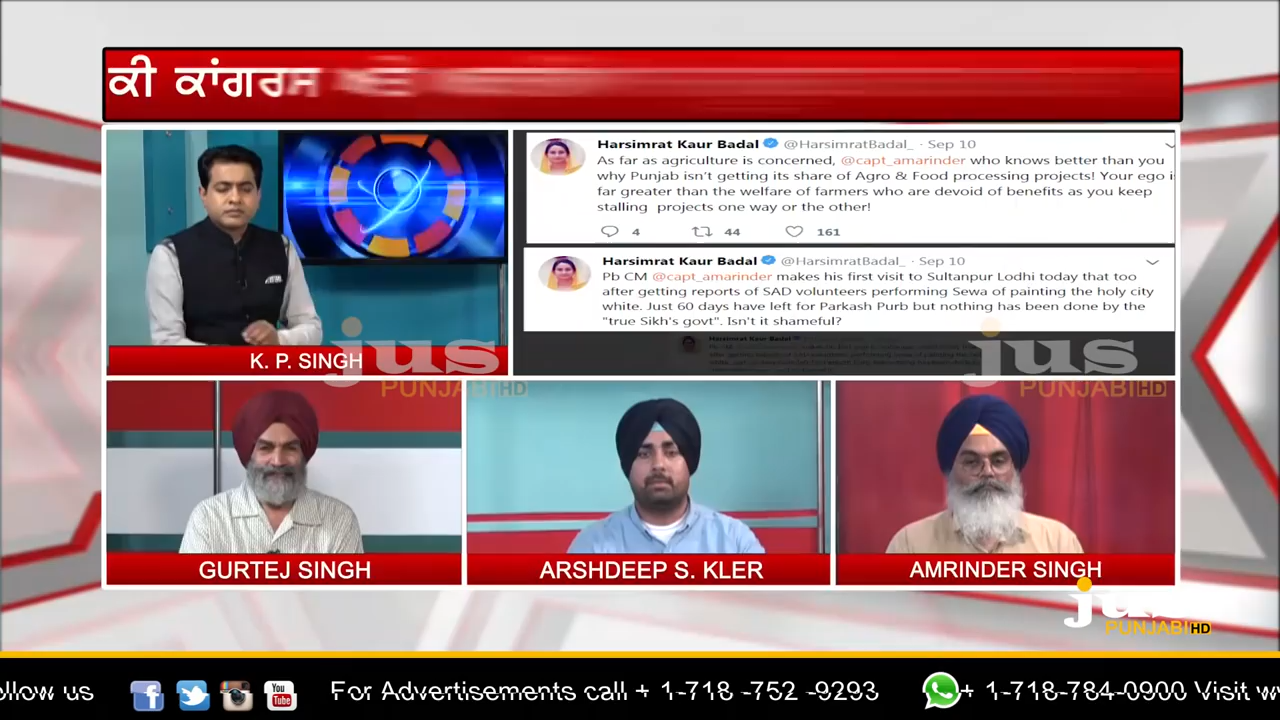 ਕੀ ਕਾਂਗਰਸ
Harsimrat Kaur Badal @HarsimratBadal_ · Sep 10
As far as agriculture is concerned, @capt_amarinder who knows better than you
why Punjab isn't getting its share of Agro & Food processing projects! Your ego i
far greater than the welfare of farmers who are devoid of benefits as you keep
stalling projects one way or the other!
4 44 161
Harsimrat Kaur Badal @HarsimratBadal_ · Sep 10
Pb CM @capt_amarinder makes his first visit to Sultanpur Lodhi today that too
after getting reports of SAD volunteers performing Sewa of painting the holy city
white. Just 60 days have left for Parkash Purb but nothing has been done by the
"true Sikh's govt". Isn't it shameful?
Harsimrat Kaur Badal
K. P. SINGH
jus
PUNJABI HD
jus
PUNJABI HD
GURTEJ SINGH
ARSHDEEP S. KLER
AMRINDER SINGH
jus
PUNJABI HD
ollow us
You
Tube
For Advertisements call + 1-718 -752 -9293
+ 1-718-784-0900 Visit w